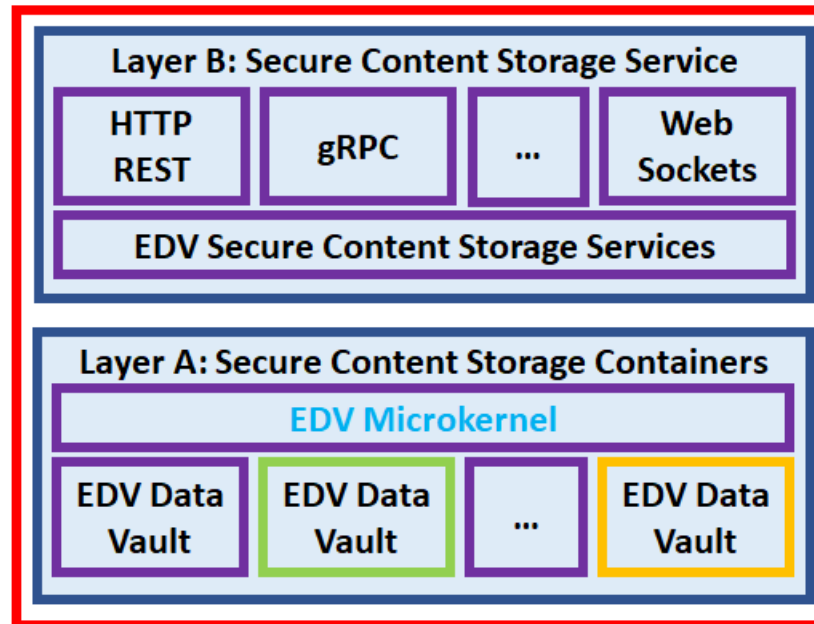 Layer B: Secure Content Storage Service
HTTP
REST
gRPC
...
Web
Sockets
EDV Secure Content Storage Services
Layer A: Secure Content Storage Containers
EDV Microkernel
EDV Data
Vault
EDV Data
Vault
...
EDV Data
Vault